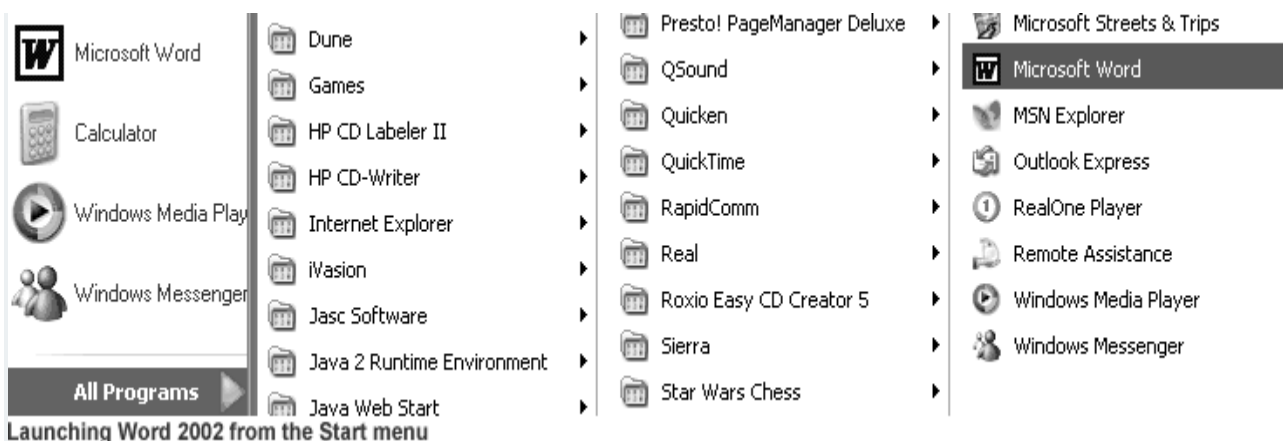 Microsoft Word
Calculator
Windows Media Play
Windows Messenger
All Programs
Dune
Games
HP CD Labeler II
HP CD-Writer
Internet Explorer
iVasion
Jasc Software
Java 2 Runtime Environment
Java Web Start
Presto! PageManager Deluxe
QSound
Quicken
QuickTime
RapidComm
Real
Roxio Easy CD Creator 5
Sierra
Star Wars Chess
Microsoft Streets & Trips
Microsoft Word
MSN Explorer
Outlook Express
RealOne Player
Remote Assistance
Windows Media Player
Windows Messenger
Launching Word 2002 from the Start menu